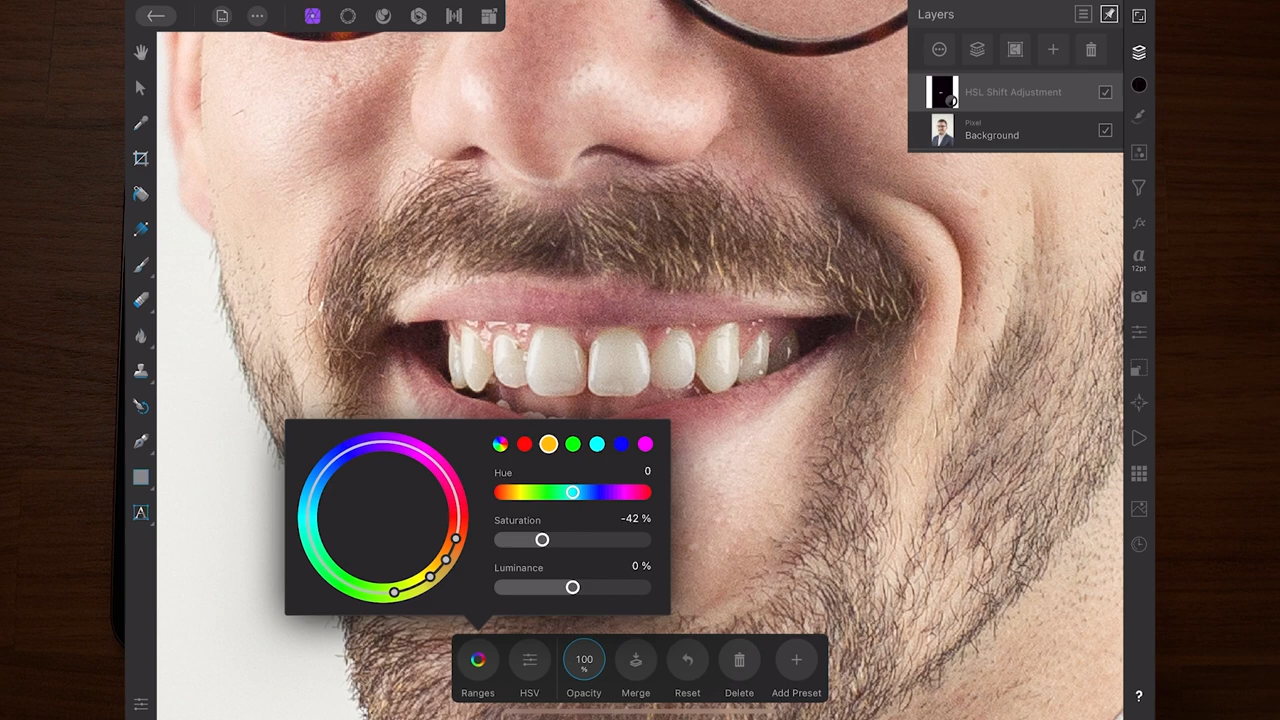 Layers
HSL Shift Adjustment
Pixel
Background
a
12pt
fx
A
Hue
0
Saturation
-42 %
Luminance
0 %
100
%
Ranges
HSV
Opacity
Merge
Reset
Delete
Add Preset
?